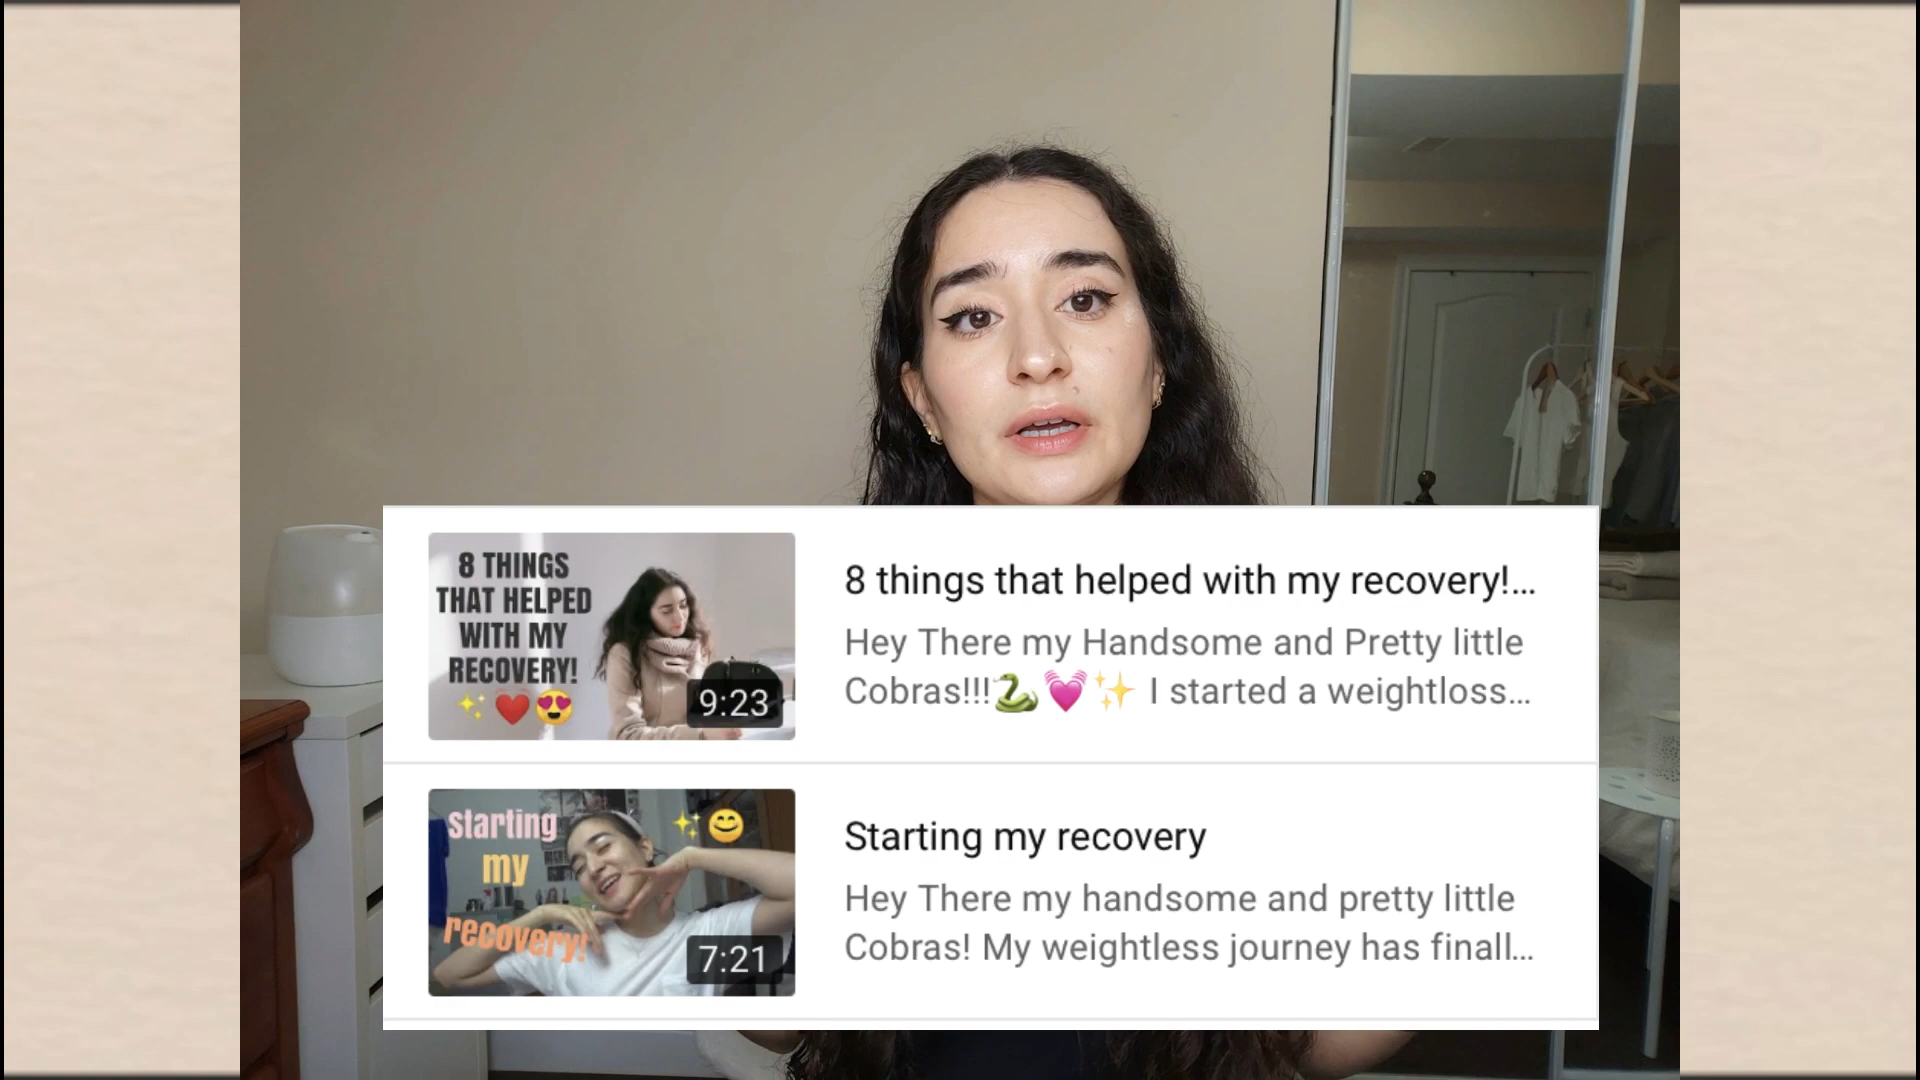 8 THINGS
THAT HELPED
WITH MY
RECOVERY!
✨❤️😍
9:23
8 things that helped with my recovery!...
Hey There my Handsome and Pretty little
Cobras!!!🐍💓✨ I started a weightloss...
Starting
my
recovery!
✨😊
7:21
Starting my recovery
Hey There my handsome and pretty little
Cobras! My weightless journey has finall...